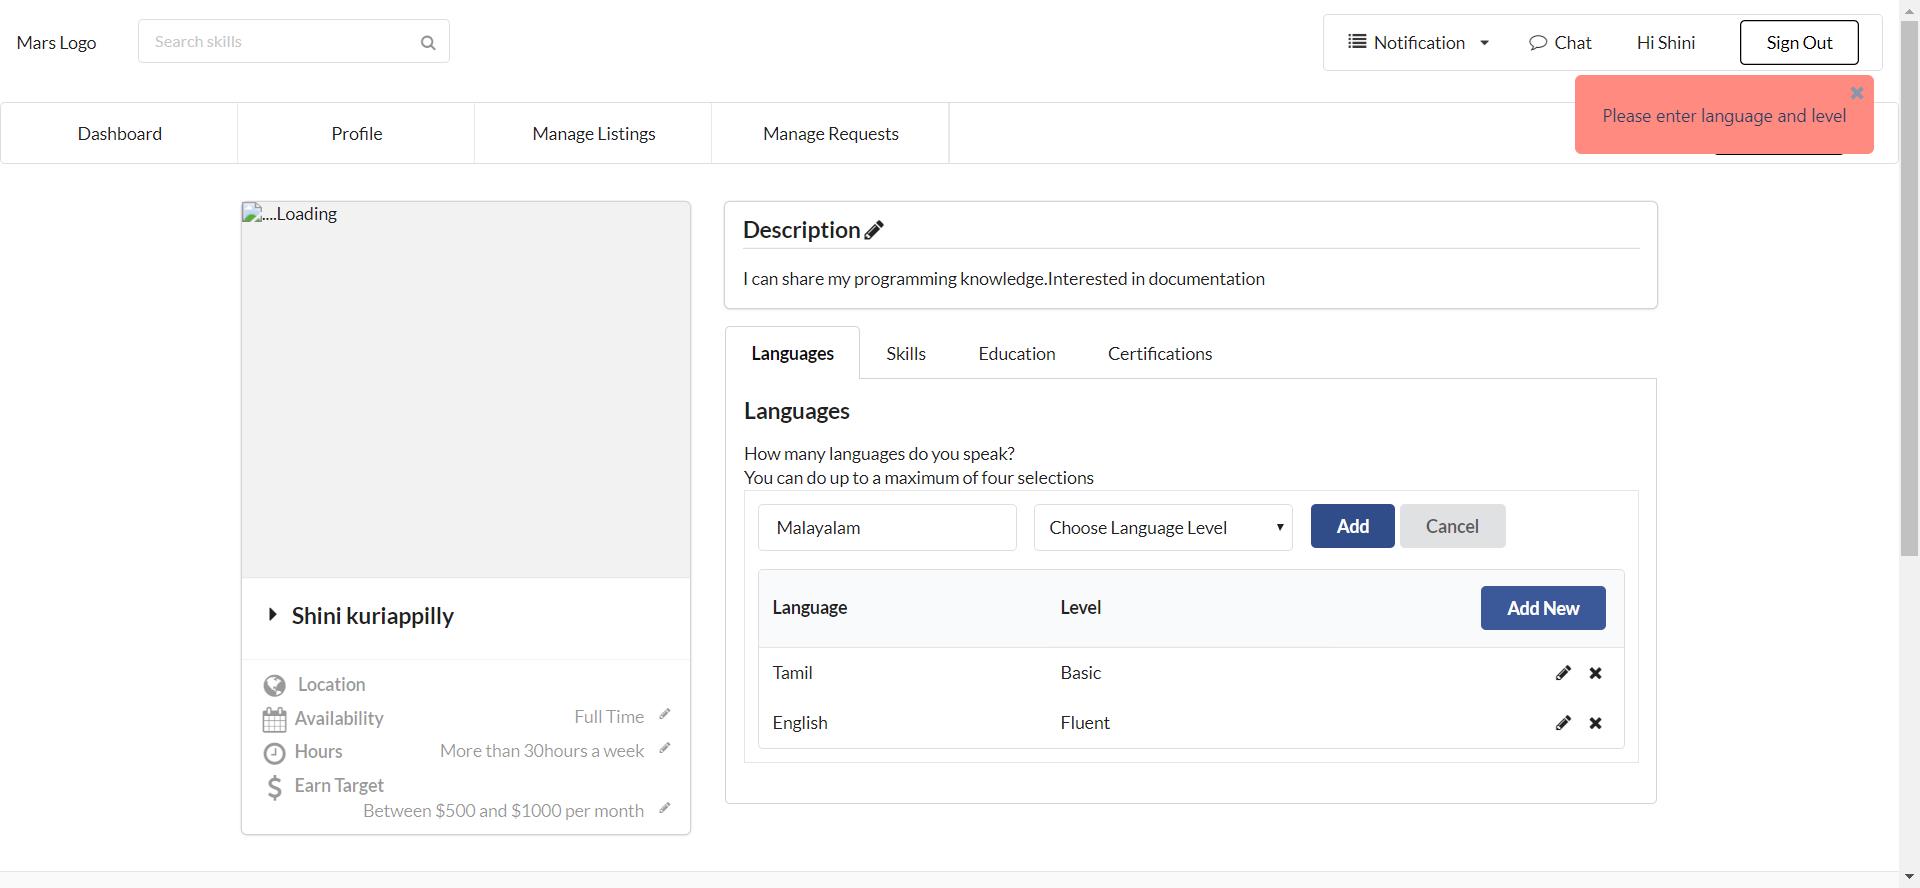 Mars Logo
Search skills
Notification
Chat
Hi Shini
Sign Out
Please enter language and level
Dashboard
Profile
Manage Listings
Manage Requests
....Loading
Shini kuriappilly
Location
Availability
Full Time
Hours
More than 30hours a week
Earn Target
Between $500 and $1000 per month
Description
I can share my programming knowledge.Interested in documentation
Languages
Skills
Education
Certifications
Languages
How many languages do you speak?
You can do up to a maximum of four selections
Malayalam
Choose Language Level
Add
Cancel
Language
Level
Add New
Tamil
Basic
English
Fluent